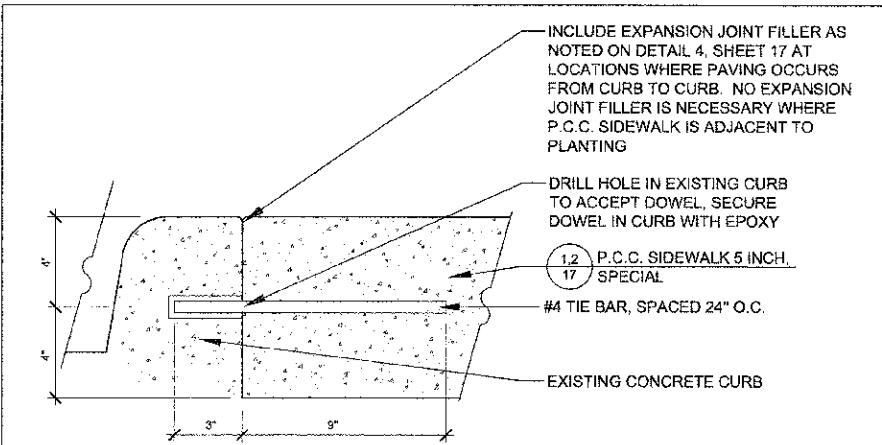 INCLUDE EXPANSION JOINT FILLER AS
NOTED ON DETAIL 4, SHEET 17 AT
LOCATIONS WHERE PAVING OCCURS
FROM CURB TO CURB. NO EXPANSION
JOINT FILLER IS NECESSARY WHERE
P.C.C. SIDEWALK IS ADJACENT TO
PLANTING
DRILL HOLE IN EXISTING CURB
TO ACCEPT DOWEL, SECURE
DOWEL IN CURB WITH EPOXY
1,2
17
P.C.C. SIDEWALK 5 INCH,
SPECIAL
#4 TIE BAR, SPACED 24" O.C.
EXISTING CONCRETE CURB
4"
4"
3"
9"